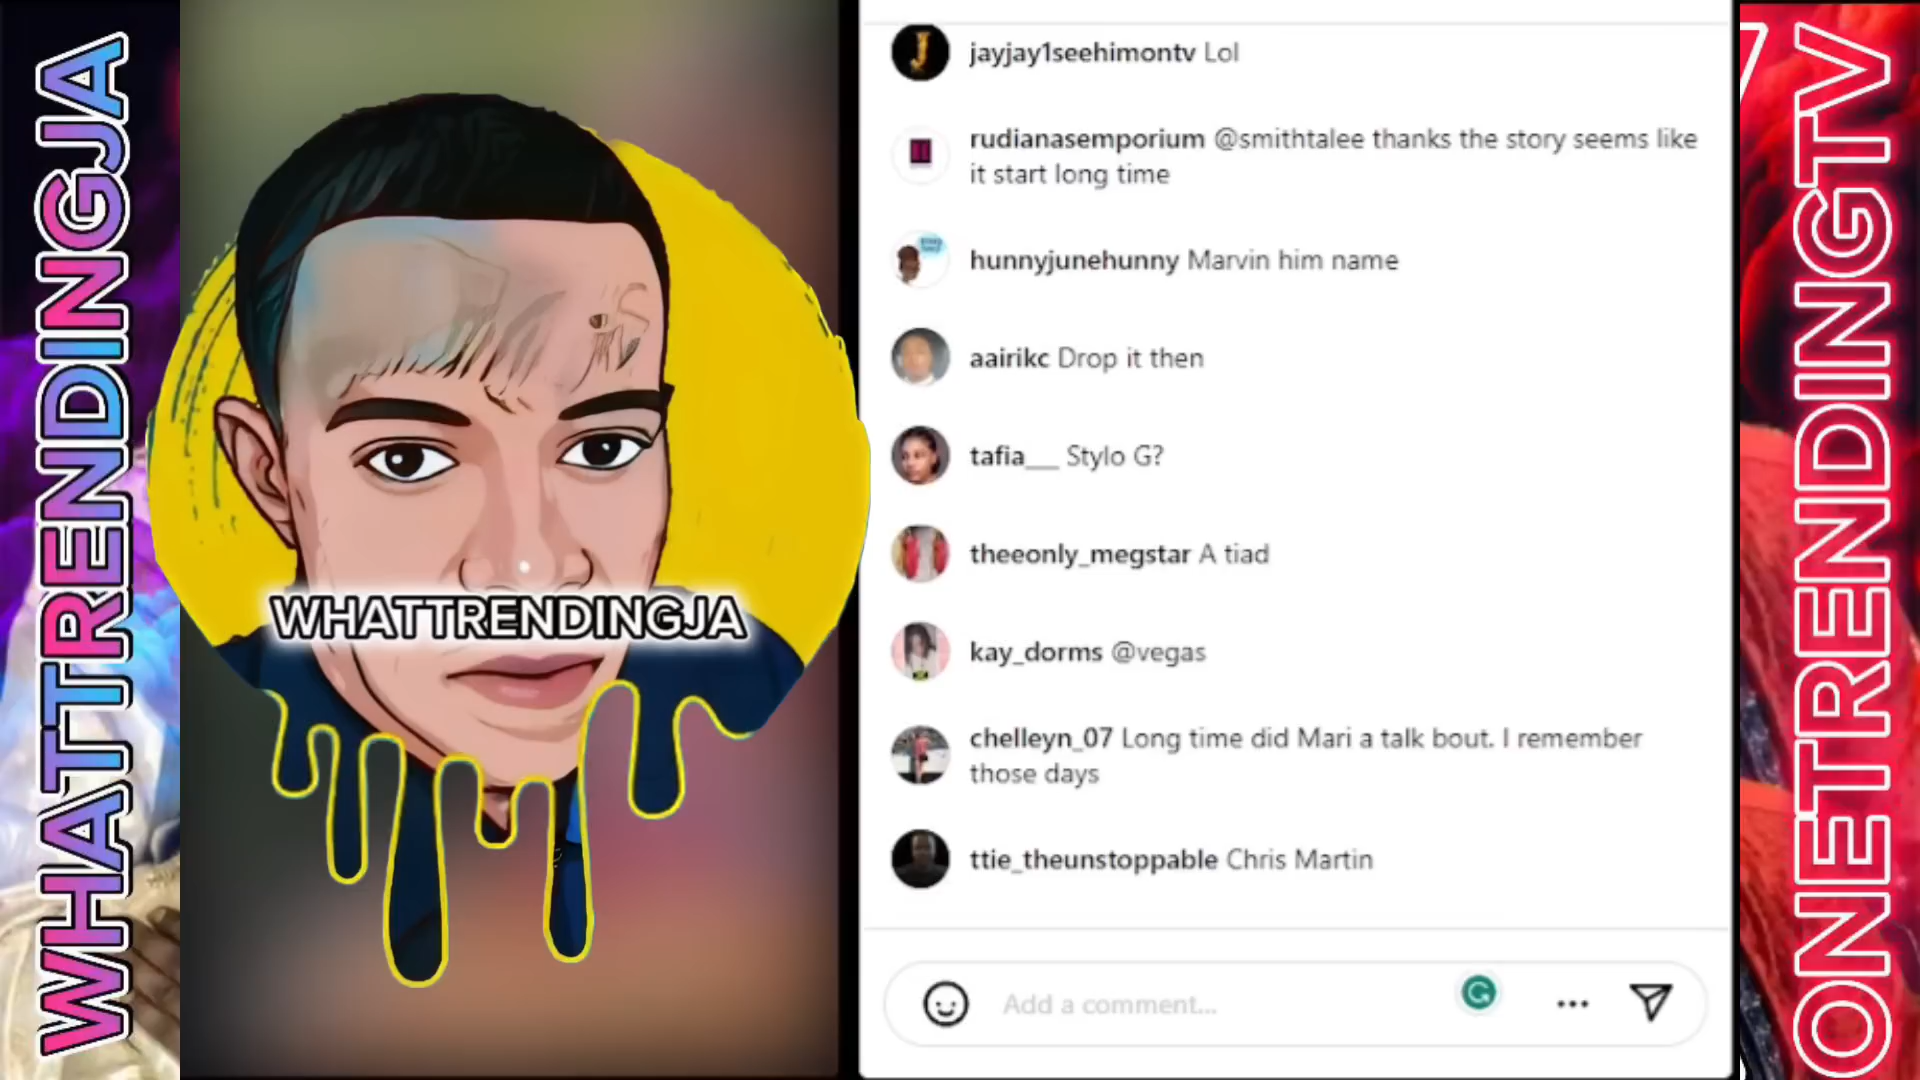 WHATTRENDINGJA
WHATTRENDINGJA
jayjay1seehimontv Lol
rudianasemporium @smithtalee thanks the story seems like
it start long time
hunnyjunehunny Marvin him name
aairikc Drop it then
tafia___ Stylo G?
theeonly_megstar A tiad
kay_dorms @vegas
chelleyn_07 Long time did Mari a talk bout. I remember
those days
ttie_theunstoppable Chris Martin
Add a comment...
ONETRENDINGTV